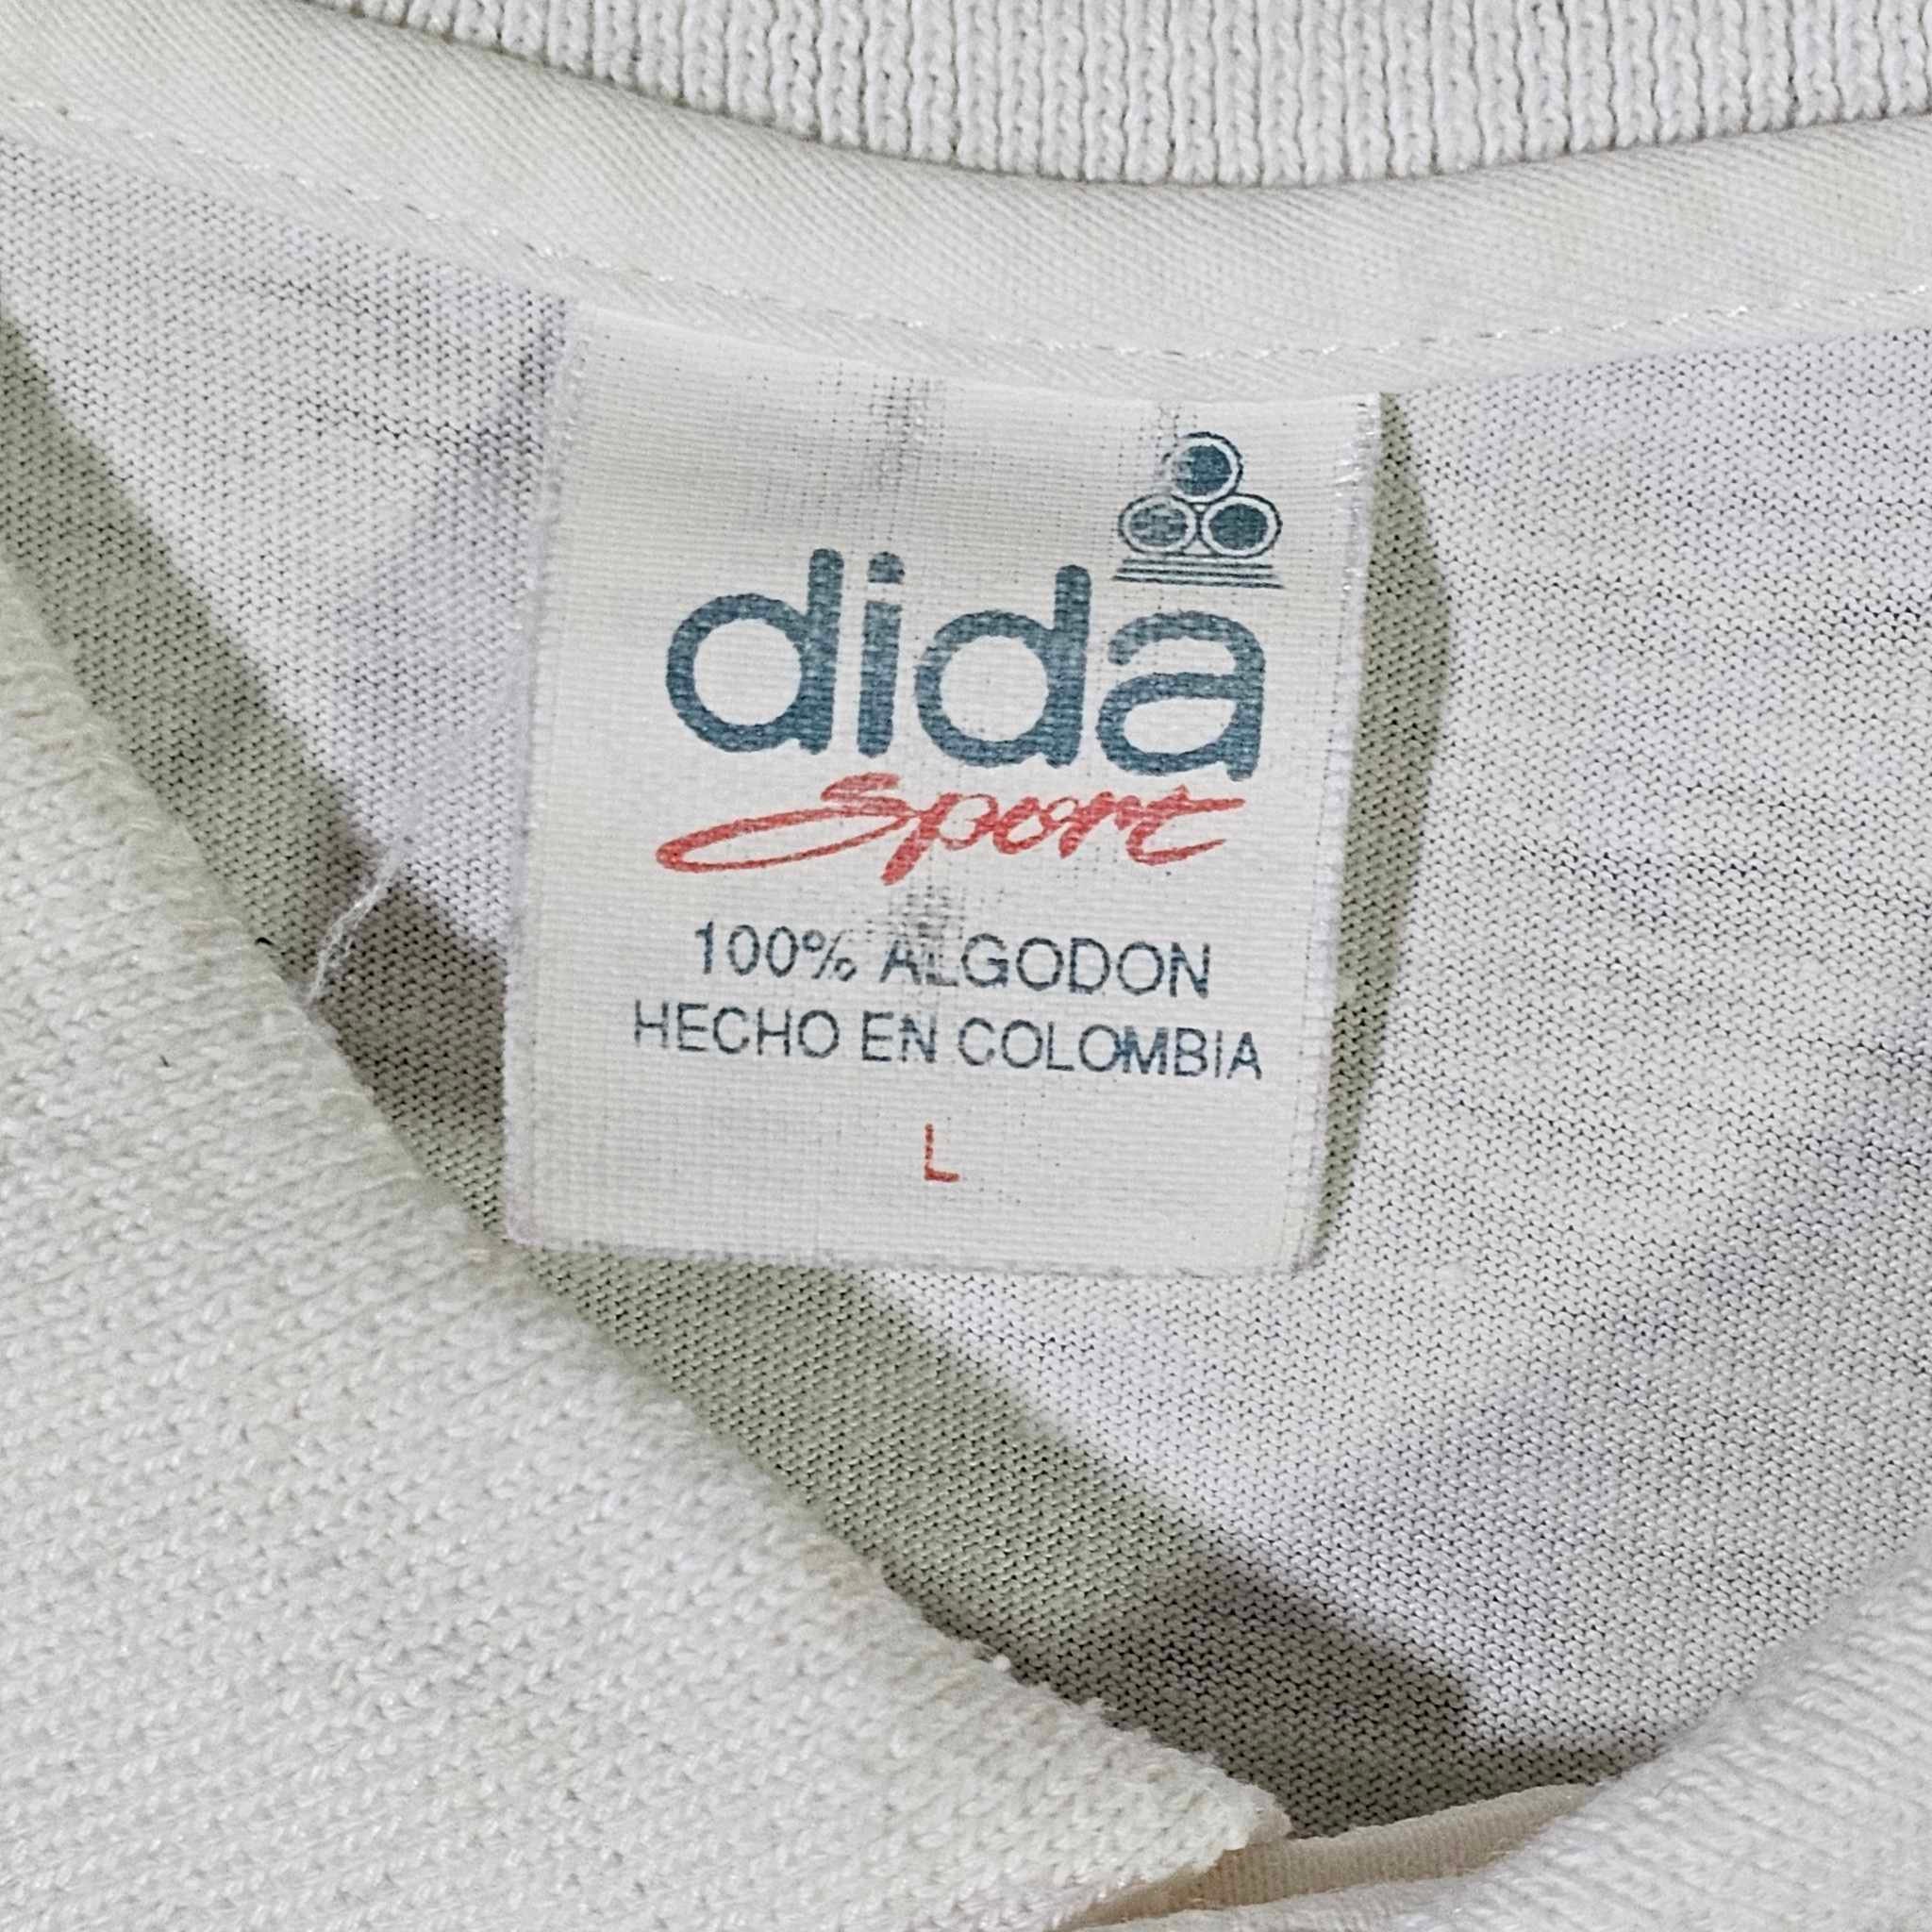 dida
Sport
100% ALGODON
HECHO EN COLOMBIA
L